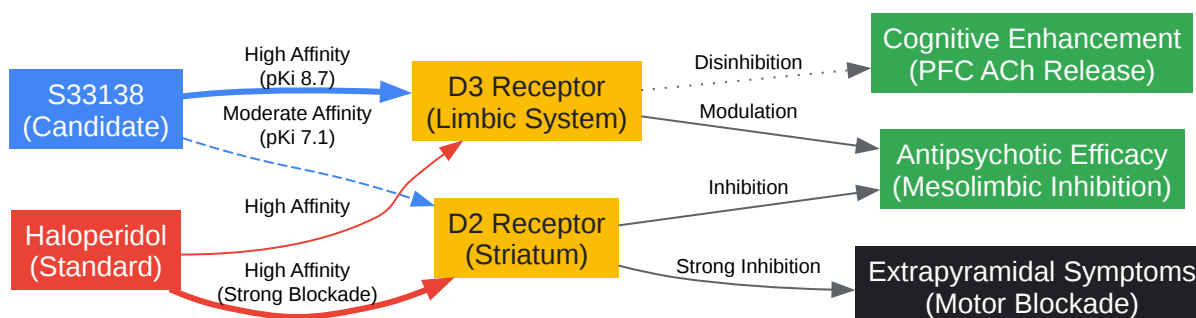 S33138
(Candidate)
High Affinity
(pKi 8.7)
Moderate Affinity
(pKi 7.1)
Haloperidol
(Standard)
High Affinity
High Affinity
(Strong Blockade)
D3 Receptor
(Limbic System)
D2 Receptor
(Striatum)
Disinhibition
Modulation
Inhibition
Strong Inhibition
Cognitive Enhancement
(PFC ACh Release)
Antipsychotic Efficacy
(Mesolimbic Inhibition)
Extrapyramidal Symptoms
(Motor Blockade)